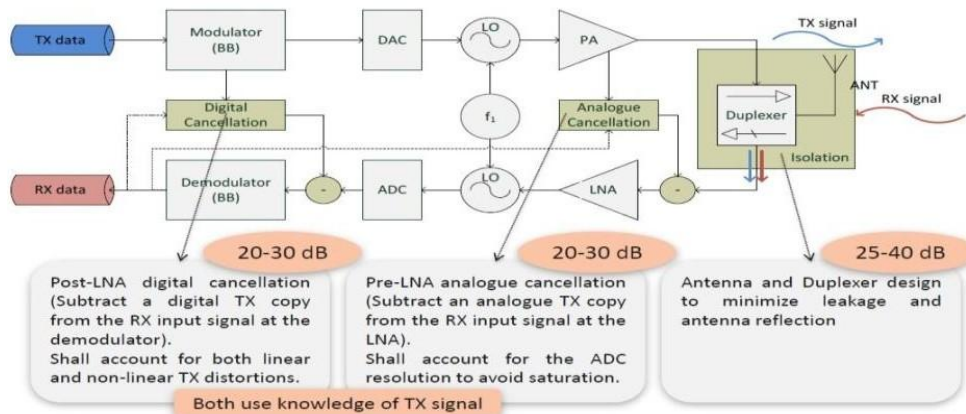 TX data
Modulator
(BB)
DAC
LO
PA
TX signal
ANT
RX signal
Digital
Cancellation
f1
Analogue
Cancellation
Duplexer
Isolation
RX data
Demodulator
(BB)
-
ADC
LO
LNA
-
20-30 dB
Post-LNA digital cancellation
(Subtract a digital TX copy
from the RX input signal at the
demodulator).
Shall account for both linear
and non-linear TX distortions.
20-30 dB
Pre-LNA analogue cancellation
(Subtract an analogue TX copy
from the RX input signal at the
LNA).
Shall account for the ADC
resolution to avoid saturation.
25-40 dB
Antenna and Duplexer design
to minimize leakage and
antenna reflection
Both use knowledge of TX signal